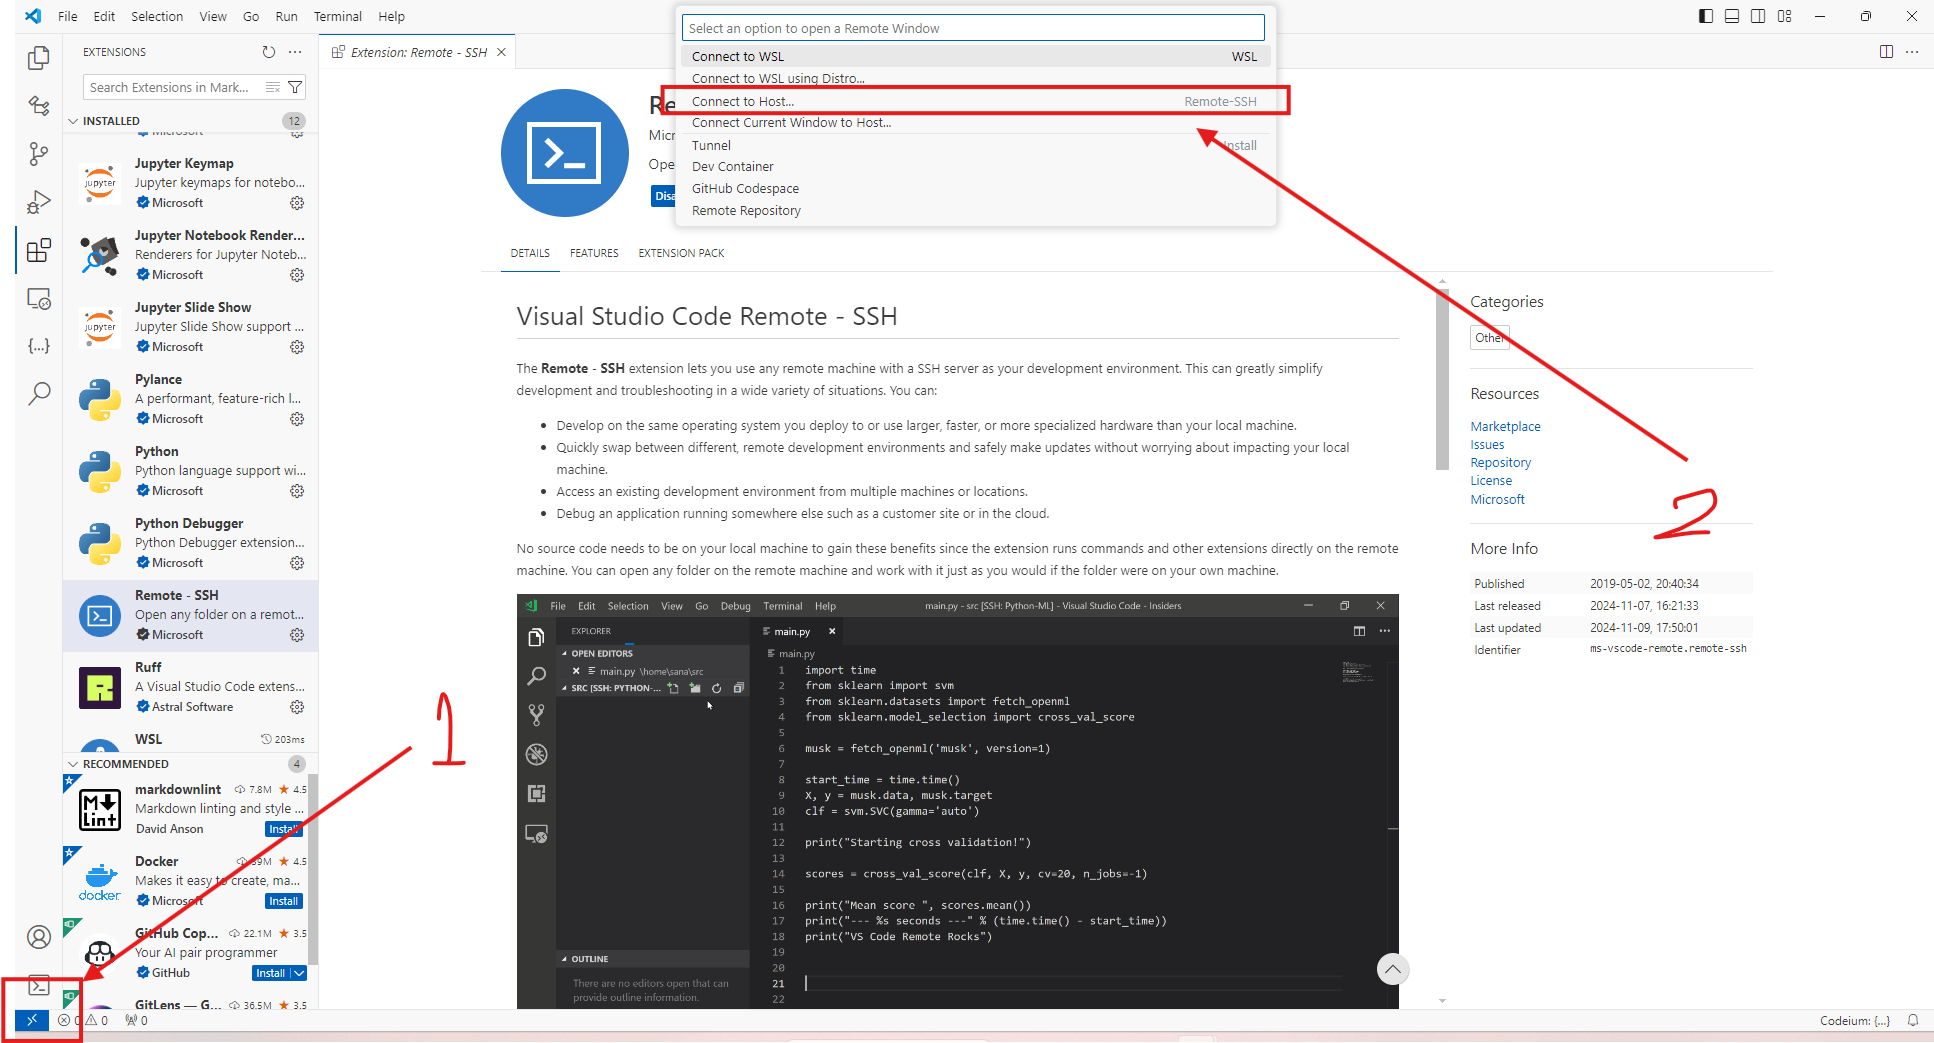 File Edit Selection View Go Run Terminal Help
EXTENSIONS
Search Extensions in Mark...
INSTALLED 12
Microsoft
Jupyter Keymap
Jupyter keymaps for notebo...
Microsoft
Jupyter Notebook Render...
Renderers for Jupyter Noteb...
Microsoft
Jupyter Slide Show
Jupyter Slide Show support ...
Microsoft
Pylance
A performant, feature-rich l...
Microsoft
Python
Python language support wi...
Microsoft
Python Debugger
Python Debugger extension...
Microsoft
Remote - SSH
Open any folder on a remot...
Microsoft
Ruff
A Visual Studio Code extens...
Astral Software
WSL 203ms
RECOMMENDED 4
markdownlint 7.8M 4.5
Markdown linting and style ...
David Anson Install
Docker 39M 4.5
Makes it easy to create, ma...
Microsoft Install
GitHub Cop... 22.1M 3.5
Your AI pair programmer
GitHub Install
GitLens — G... 36.5M 3.5
jupyter
jupyter
M Lint
docker
1
Extension: Remote - SSH
Select an option to open a Remote Window
Connect to WSL WSL
Connect to WSL using Distro...
Connect to Host... Remote-SSH
Connect Current Window to Host...
Tunnel Install
Dev Container
GitHub Codespace
Remote Repository
Re
Micr
Ope
Disa
DETAILS FEATURES EXTENSION PACK
Visual Studio Code Remote - SSH
The Remote - SSH extension lets you use any remote machine with a SSH server as your development environment. This can greatly simplify
development and troubleshooting in a wide variety of situations. You can:
Develop on the same operating system you deploy to or use larger, faster, or more specialized hardware than your local machine.
Quickly swap between different, remote development environments and safely make updates without worrying about impacting your local
machine.
Access an existing development environment from multiple machines or locations.
Debug an application running somewhere else such as a customer site or in the cloud.
No source code needs to be on your local machine to gain these benefits since the extension runs commands and other extensions directly on the remote
machine. You can open any folder on the remote machine and work with it just as you would if the folder were on your own machine.
File Edit Selection View Go Debug Terminal Help main.py - src [SSH: Python-ML] - Visual Studio Code - Insiders
EXPLORER
OPEN EDITORS
main.py \home\sana\src
SRC [SSH: PYTHON-...
OUTLINE
There are no editors open that can
provide outline information.
main.py
main.py
1 import time
2 from sklearn import svm
3 from sklearn.datasets import fetch_openml
4 from sklearn.model_selection import cross_val_score
5
6 musk = fetch_openml('musk', version=1)
7
8 start_time = time.time()
9 X, y = musk.data, musk.target
10 clf = svm.SVC(gamma='auto')
11
12 print("Starting cross validation!")
13
14 scores = cross_val_score(clf, X, y, cv=20, n_jobs=-1)
15
16 print("Mean score ", scores.mean())
17 print("--- %s seconds ---" % (time.time() - start_time))
18 print("VS Code Remote Rocks")
19
20
21
22
Categories
Other
Resources
Marketplace
Issues
Repository
License
Microsoft
2
More Info
Published 2019-05-02, 20:40:34
Last released 2024-11-07, 16:21:33
Last updated 2024-11-09, 17:50:01
Identifier ms-vscode-remote.remote-ssh
0 0 0
Codeium: {...}